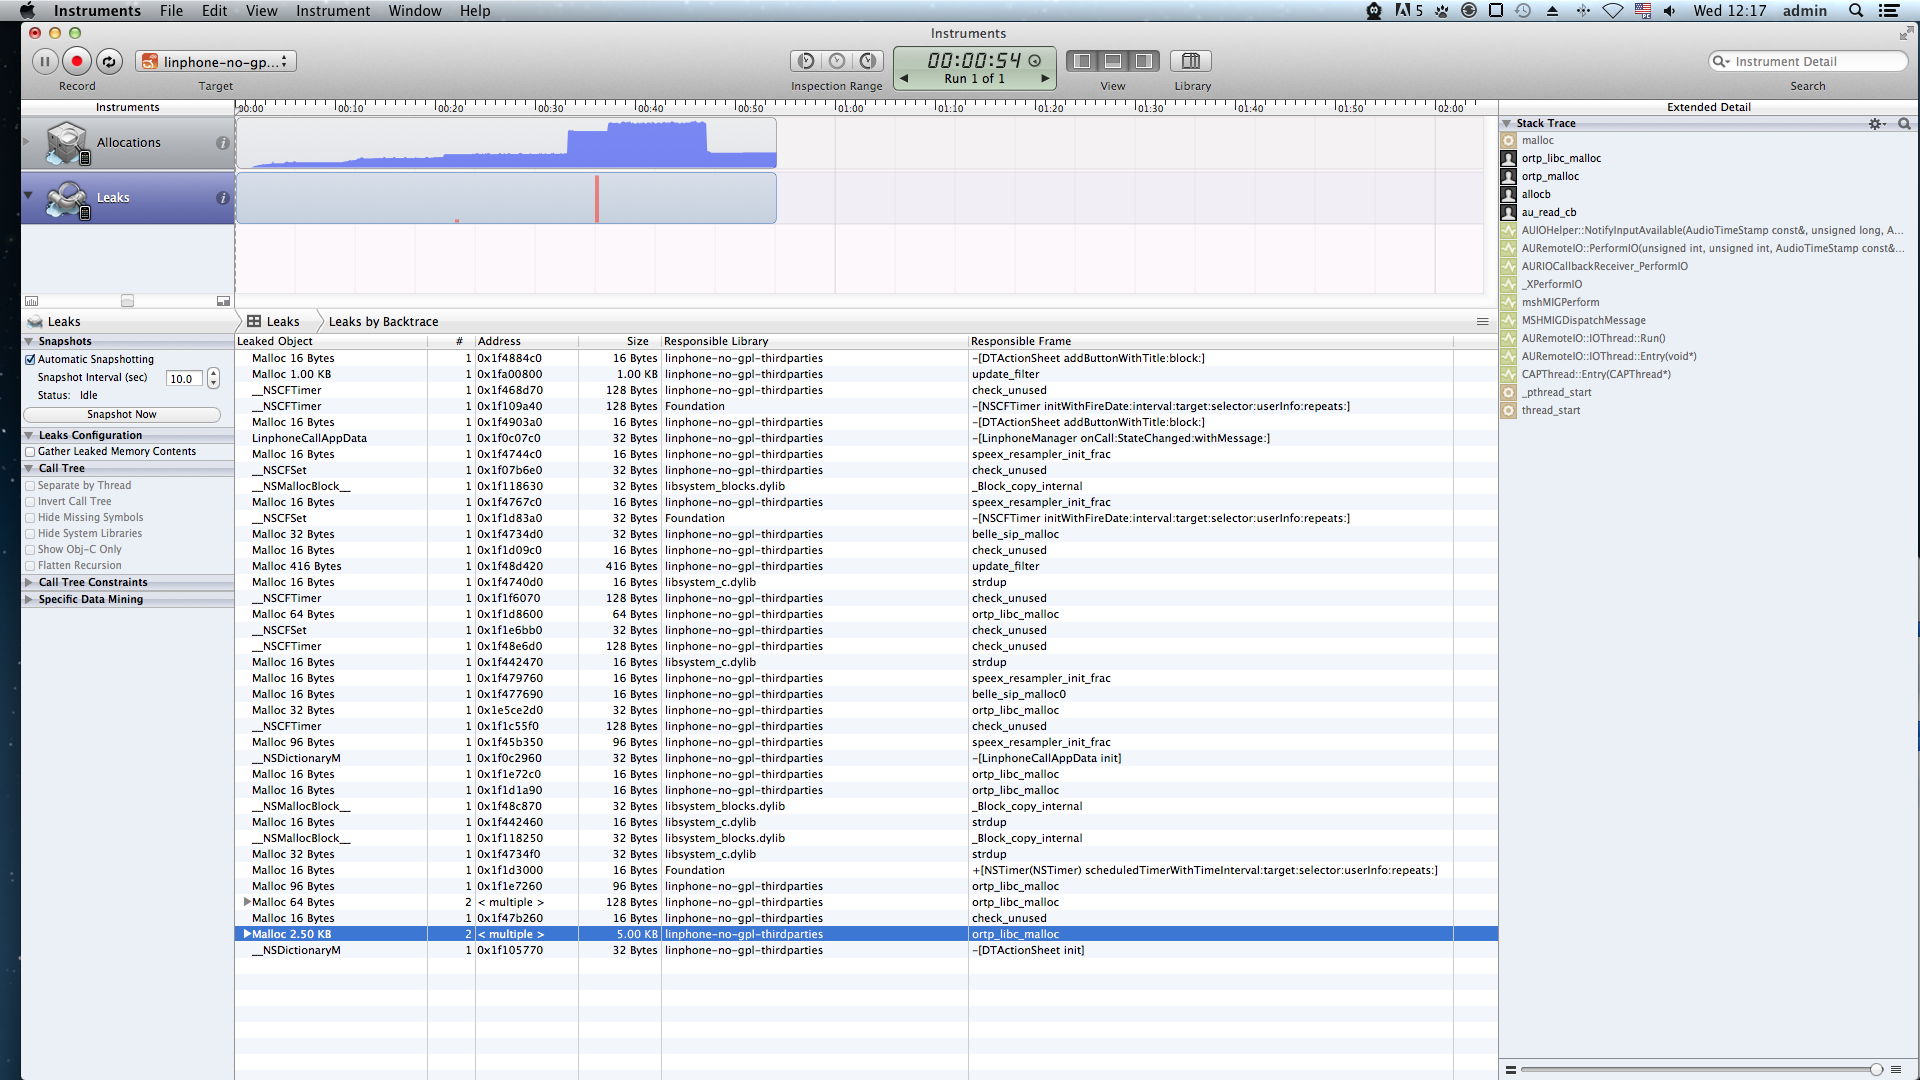 Instruments File Edit View Instrument Window Help 5 Wed 12:17 admin
Instruments
linphone-no-gp... 00:00:54 Instrument Detail
Run 1 of 1
Record Target Inspection Range View Library Search
Instruments 00:00 00:10 00:20 00:30 00:40 00:50 01:00 01:10 01:20 01:30 01:40 01:50 02:00 Extended Detail
Allocations
Leaks
Stack Trace
malloc
ortp_libc_malloc
ortp_malloc
allocb
au_read_cb
AUIOHelper::NotifyInputAvailable(AudioTimeStamp const&, unsigned long, A...
AURemoteIO::PerformIO(unsigned int, unsigned int, AudioTimeStamp const&...
AURIOCallbackReceiver_PerformIO
_XPerformIO
mshMIGPerform
MSHMIGDispatchMessage
AURemoteIO::IOThread::Run()
AURemoteIO::IOThread::Entry(void*)
CAPThread::Entry(CAPThread*)
_pthread_start
thread_start
Leaks
Snapshots
Automatic Snapshotting
Snapshot Interval (sec) 10.0
Status: Idle
Snapshot Now
Leaks Configuration
Gather Leaked Memory Contents
Call Tree
Separate by Thread
Invert Call Tree
Hide Missing Symbols
Hide System Libraries
Show Obj-C Only
Flatten Recursion
Call Tree Constraints
Specific Data Mining
Leaks Leaks by Backtrace
Leaked Object # Address Size Responsible Library Responsible Frame
Malloc 16 Bytes 1 0x1f4884c0 16 Bytes linphone-no-gpl-thirdparties -[DTActionSheet addButtonWithTitle:block:]
Malloc 1.00 KB 1 0x1fa00800 1.00 KB linphone-no-gpl-thirdparties update_filter
__NSCFTimer 1 0x1f468d70 128 Bytes linphone-no-gpl-thirdparties check_unused
__NSCFTimer 1 0x1f109a40 128 Bytes Foundation -[NSCFTimer initWithFireDate:interval:target:selector:userInfo:repeats:]
Malloc 16 Bytes 1 0x1f4903a0 16 Bytes linphone-no-gpl-thirdparties -[DTActionSheet addButtonWithTitle:block:]
LinphoneCallAppData 1 0x1f0c07c0 32 Bytes linphone-no-gpl-thirdparties -[LinphoneManager onCall:StateChanged:withMessage:]
Malloc 16 Bytes 1 0x1f4744c0 16 Bytes linphone-no-gpl-thirdparties speex_resampler_init_frac
__NSCFSet 1 0x1f07b6e0 32 Bytes linphone-no-gpl-thirdparties check_unused
__NSMallocBlock__ 1 0x1f118630 32 Bytes libsystem_blocks.dylib _Block_copy_internal
Malloc 16 Bytes 1 0x1f4767c0 16 Bytes linphone-no-gpl-thirdparties speex_resampler_init_frac
__NSCFSet 1 0x1f1d83a0 32 Bytes Foundation -[NSCFTimer initWithFireDate:interval:target:selector:userInfo:repeats:]
Malloc 32 Bytes 1 0x1f4734d0 32 Bytes linphone-no-gpl-thirdparties belle_sip_malloc
Malloc 16 Bytes 1 0x1f1d09c0 16 Bytes linphone-no-gpl-thirdparties check_unused
Malloc 416 Bytes 1 0x1f48d420 416 Bytes linphone-no-gpl-thirdparties update_filter
Malloc 16 Bytes 1 0x1f4740d0 16 Bytes libsystem_c.dylib strdup
__NSCFTimer 1 0x1f1f6070 128 Bytes linphone-no-gpl-thirdparties check_unused
Malloc 64 Bytes 1 0x1f1d8600 64 Bytes linphone-no-gpl-thirdparties ortp_libc_malloc
__NSCFSet 1 0x1f1e6bb0 32 Bytes linphone-no-gpl-thirdparties check_unused
__NSCFTimer 1 0x1f48e6d0 128 Bytes linphone-no-gpl-thirdparties check_unused
Malloc 16 Bytes 1 0x1f442470 16 Bytes libsystem_c.dylib strdup
Malloc 16 Bytes 1 0x1f479760 16 Bytes linphone-no-gpl-thirdparties speex_resampler_init_frac
Malloc 16 Bytes 1 0x1f477690 16 Bytes linphone-no-gpl-thirdparties belle_sip_malloc0
Malloc 32 Bytes 1 0x1e5ce2d0 32 Bytes linphone-no-gpl-thirdparties ortp_libc_malloc
__NSCFTimer 1 0x1f1c55f0 128 Bytes linphone-no-gpl-thirdparties check_unused
Malloc 96 Bytes 1 0x1f45b350 96 Bytes linphone-no-gpl-thirdparties speex_resampler_init_frac
__NSDictionaryM 1 0x1f0c2960 32 Bytes linphone-no-gpl-thirdparties -[LinphoneCallAppData init]
Malloc 16 Bytes 1 0x1f1e72c0 16 Bytes linphone-no-gpl-thirdparties ortp_libc_malloc
Malloc 16 Bytes 1 0x1f1d1a90 16 Bytes linphone-no-gpl-thirdparties ortp_libc_malloc
__NSMallocBlock__ 1 0x1f48c870 32 Bytes libsystem_blocks.dylib _Block_copy_internal
Malloc 16 Bytes 1 0x1f442460 16 Bytes libsystem_c.dylib strdup
__NSMallocBlock__ 1 0x1f118250 32 Bytes libsystem_blocks.dylib _Block_copy_internal
Malloc 32 Bytes 1 0x1f4734f0 32 Bytes libsystem_c.dylib strdup
Malloc 16 Bytes 1 0x1f1d3000 16 Bytes Foundation +[NSTimer(NSTimer) scheduledTimerWithTimeInterval:target:selector:userInfo:repeats:]
Malloc 96 Bytes 1 0x1f1e7260 96 Bytes linphone-no-gpl-thirdparties ortp_libc_malloc
Malloc 64 Bytes 2 < multiple > 128 Bytes linphone-no-gpl-thirdparties ortp_libc_malloc
Malloc 16 Bytes 1 0x1f47b260 16 Bytes linphone-no-gpl-thirdparties check_unused
Malloc 2.50 KB 2 < multiple > 5.00 KB linphone-no-gpl-thirdparties ortp_libc_malloc
__NSDictionaryM 1 0x1f105770 32 Bytes linphone-no-gpl-thirdparties -[DTActionSheet init]